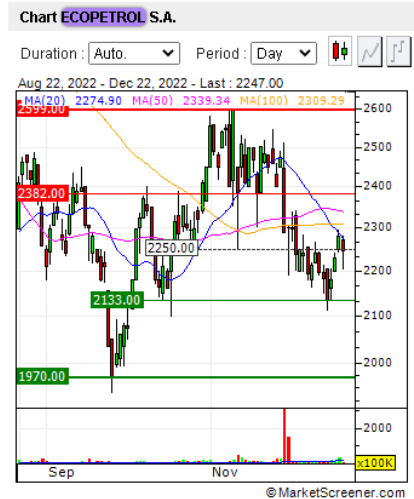 Chart ECOPETROL S.A.
Duration : Auto. Period : Day
Aug 22, 2022 - Dec 22, 2022 - Last : 2247.00
MA(20) 2274.90 MA(50) 2339.34 MA(100) 2309.29
2599.00
2600
2500
2400
2382.00
2300
2250.00
2200
2133.00
2100
2000
1970.00
2000
x100K
Sep Nov
© MarketScreener.com